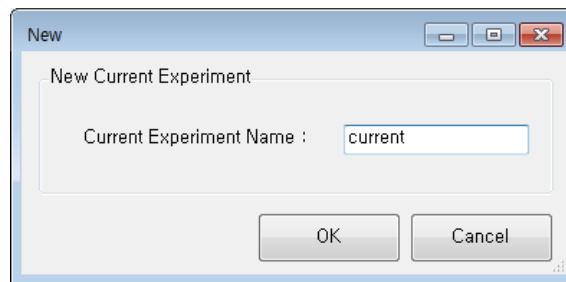 New
New Current Experiment
Current Experiment Name :
current
OK
Cancel